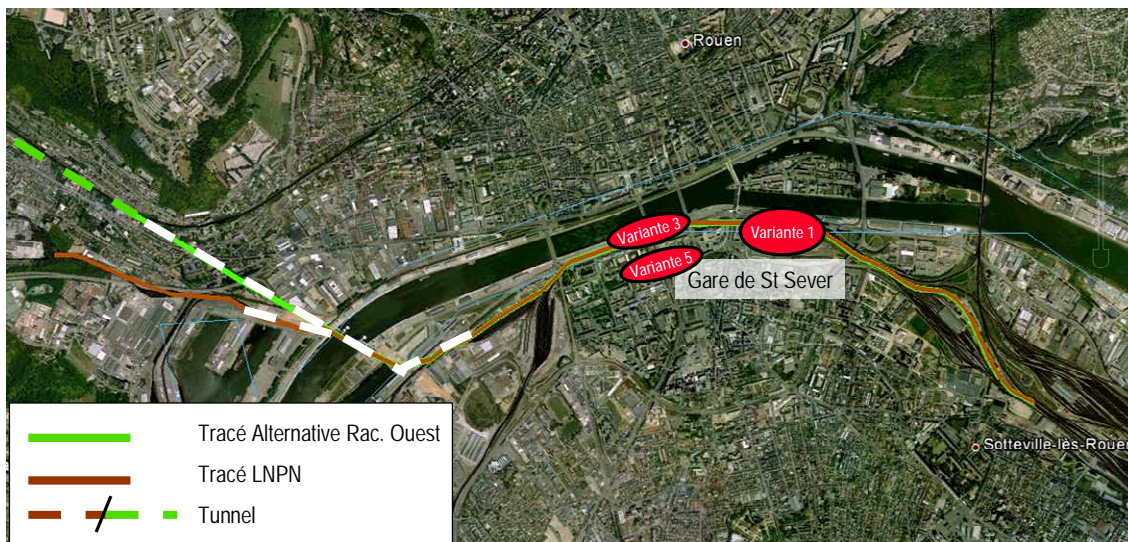 Rouen
Variante 3
Variante 1
Variante 5
Gare de St Sever
Sotteville-lès-Rouen
Tracé Alternative Rac. Ouest
Tracé LNPN
Tunnel